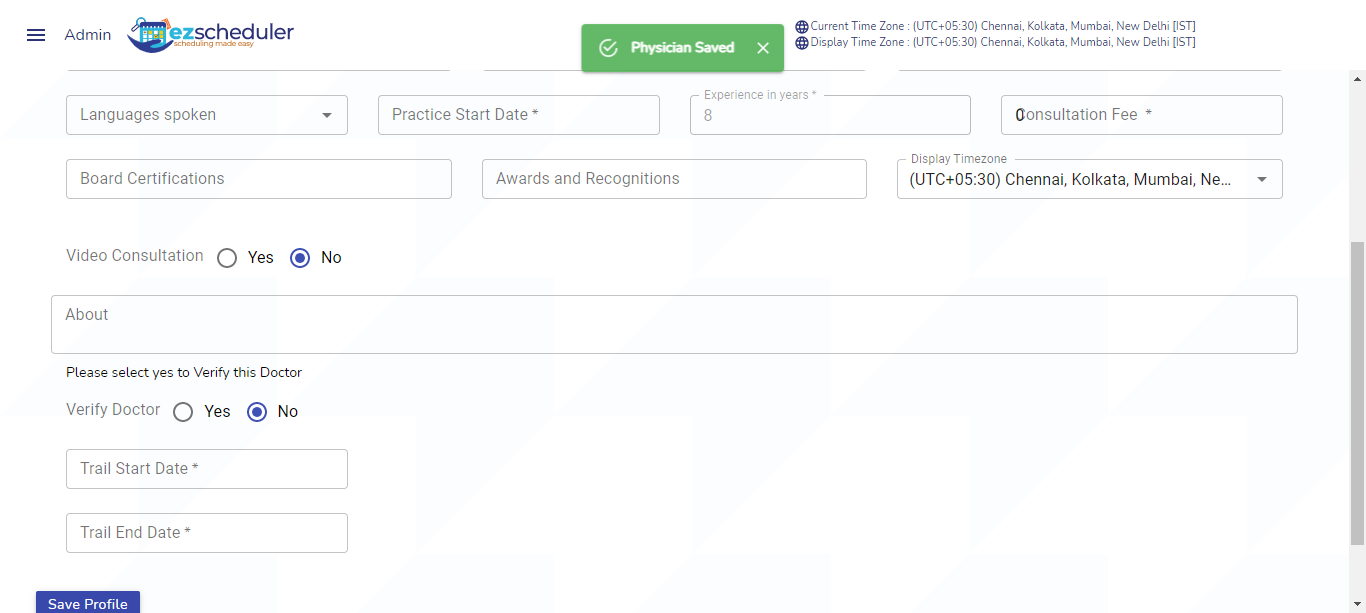 Admin
ezscheduler
scheduling made easy
Physician Saved
Current Time Zone : (UTC+05:30) Chennai, Kolkata, Mumbai, New Delhi [IST]
Display Time Zone : (UTC+05:30) Chennai, Kolkata, Mumbai, New Delhi [IST]
Languages spoken
Practice Start Date *
Experience in years *
8
0
Consultation Fee *
Board Certifications
Awards and Recognitions
Display Timezone
(UTC+05:30) Chennai, Kolkata, Mumbai, Ne...
Video Consultation Yes No
About
Please select yes to Verify this Doctor
Verify Doctor Yes No
Trail Start Date *
Trail End Date *
Save Profile